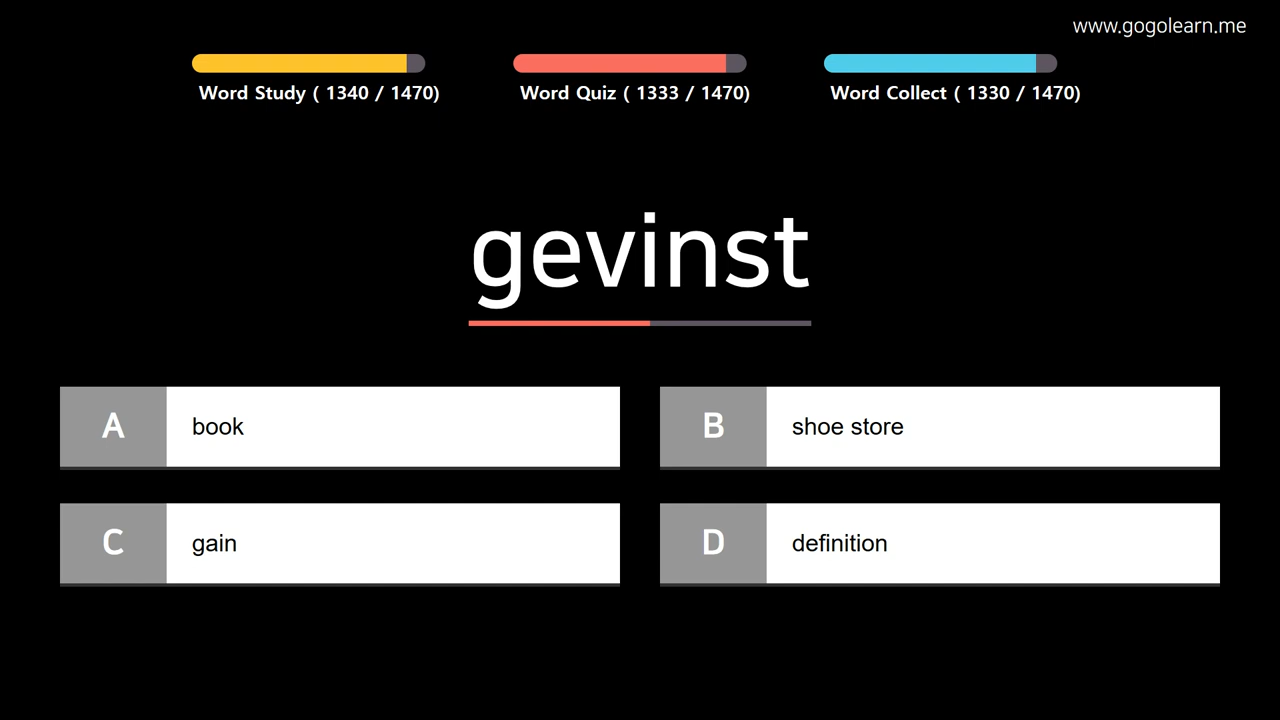 www.gogolearn.me
Word Study ( 1340 / 1470)
Word Quiz ( 1333 / 1470)
Word Collect ( 1330 / 1470)
gevinst
A book
B shoe store
C gain
D definition